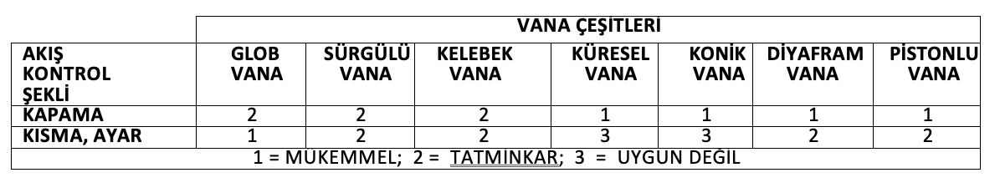 VANA ÇEŞİTLERİ
AKIŞ KONTROL ŞEKLİ GLOB VANA SÜRGÜLÜ VANA KELEBEK VANA KÜRESEL VANA KONİK VANA DİYAFRAM VANA PİSTONLU VANA
KAPAMA 2 2 2 1 1 1 1
KISMA, AYAR 1 2 2 3 3 2 2
1 = MÜKEMMEL; 2 = TATMİNKAR; 3 = UYGUN DEĞİL